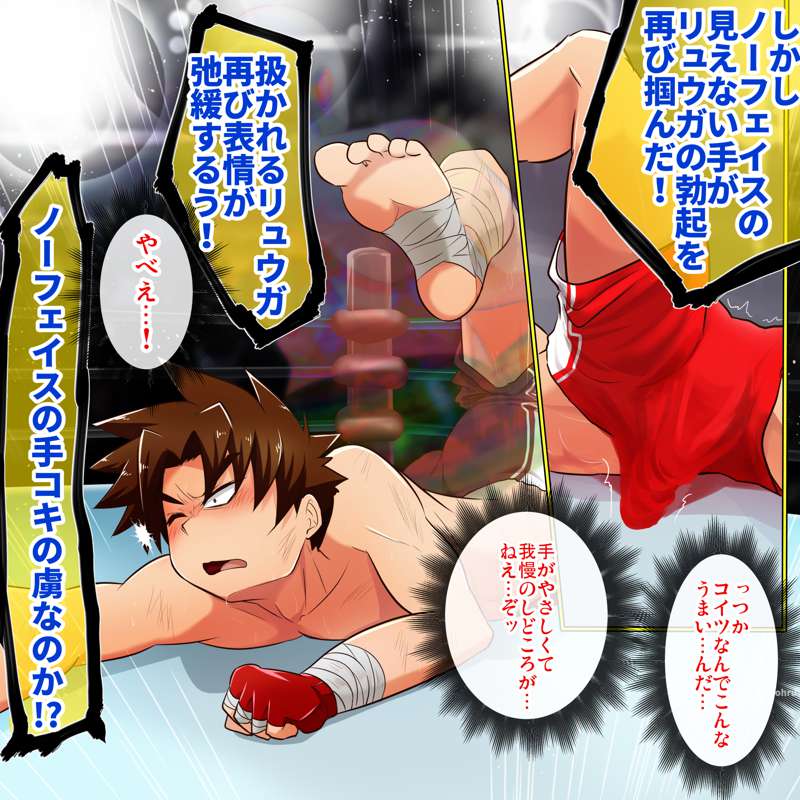 しかし
ノーフェイスの
見えない手が
リュウガの勃起を
再び掴んだ！
っつか
コイツなんでこんな
うまい…んだ…
手がやさしくて
我慢のしどころが…
ねえ…ぞッ
扱かれるリュウガ
再び表情が
弛緩するぅ！
やべえ…！
ノーフェイスの手コキの虜なのか!?